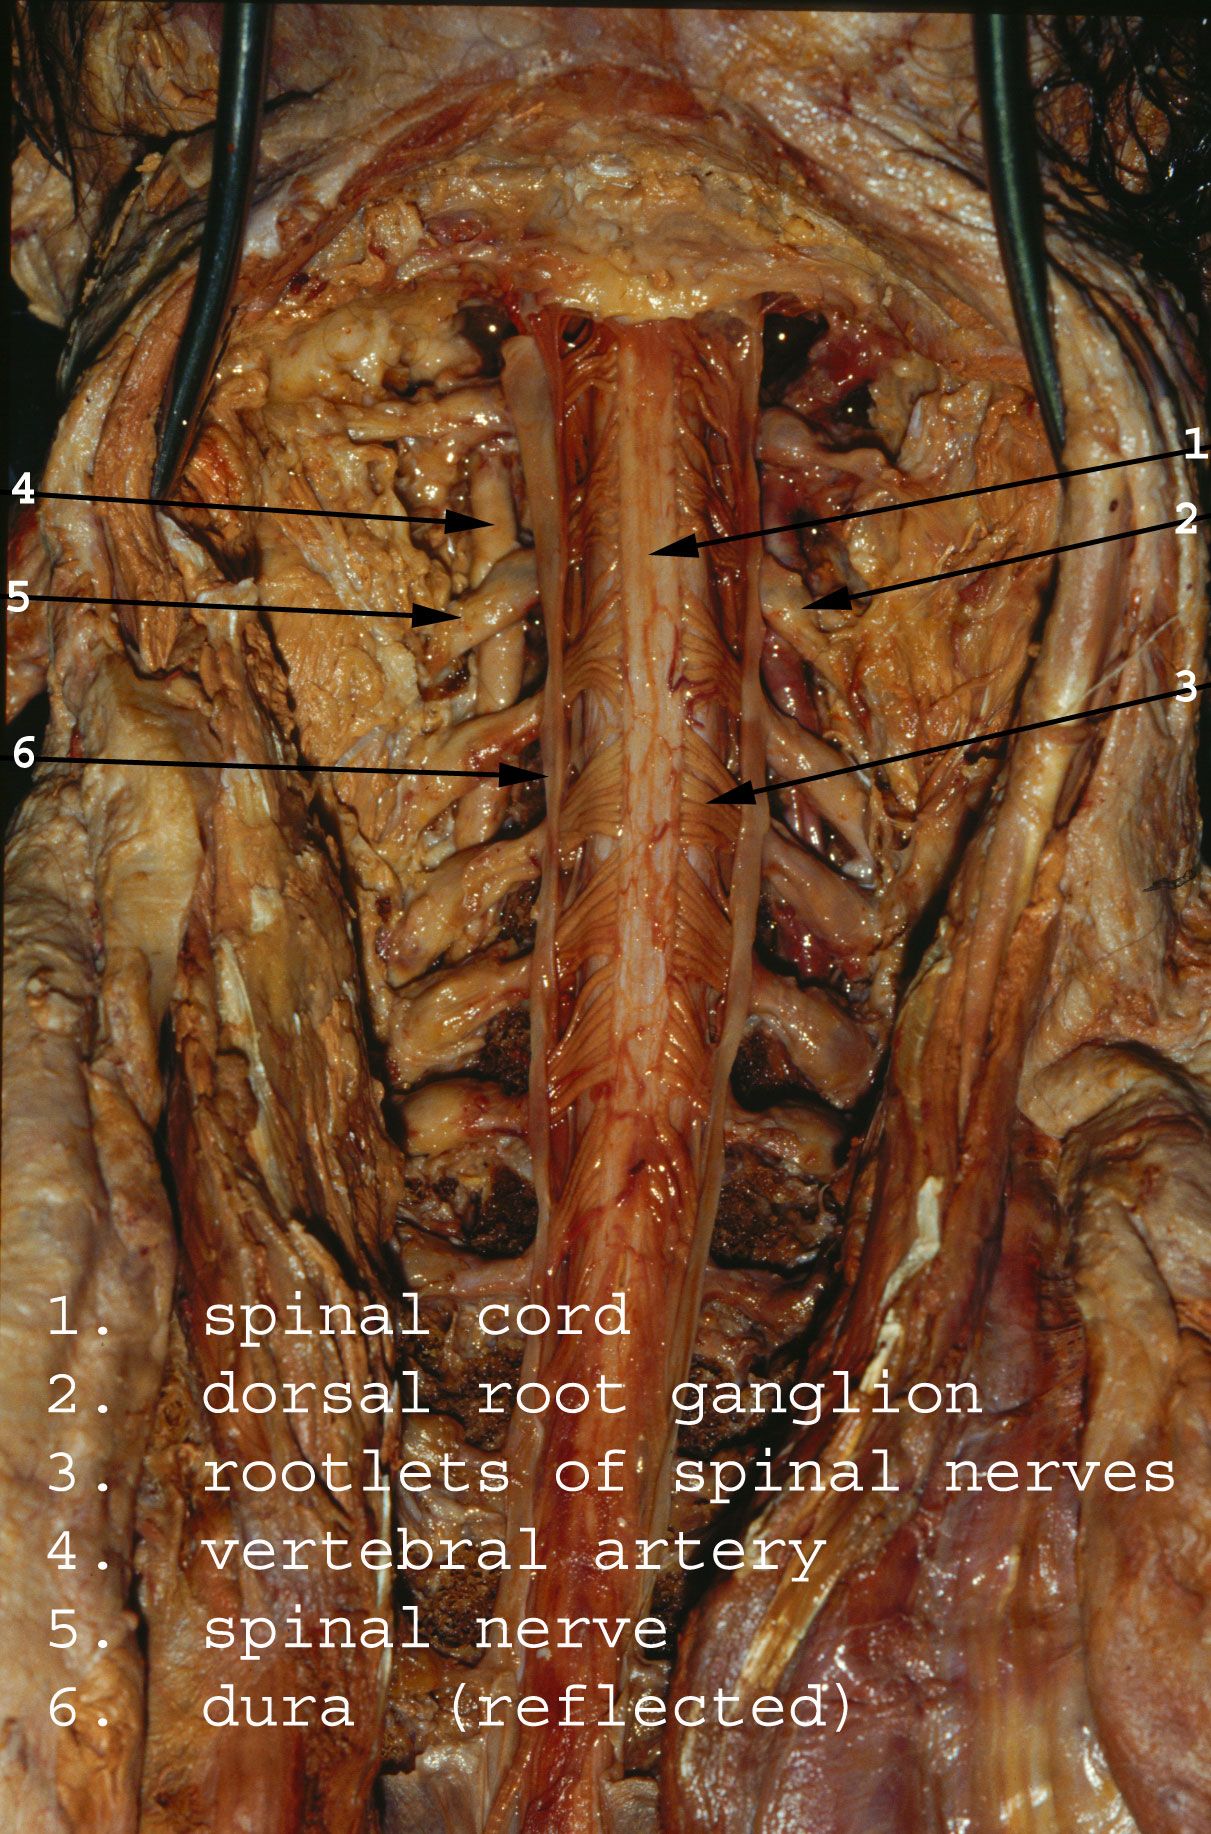 1
4
2
5
3
6
1. spinal cord
2. dorsal root ganglion
3. rootlets of spinal nerves
4. vertebral artery
5. spinal nerve
6. dura (reflected)